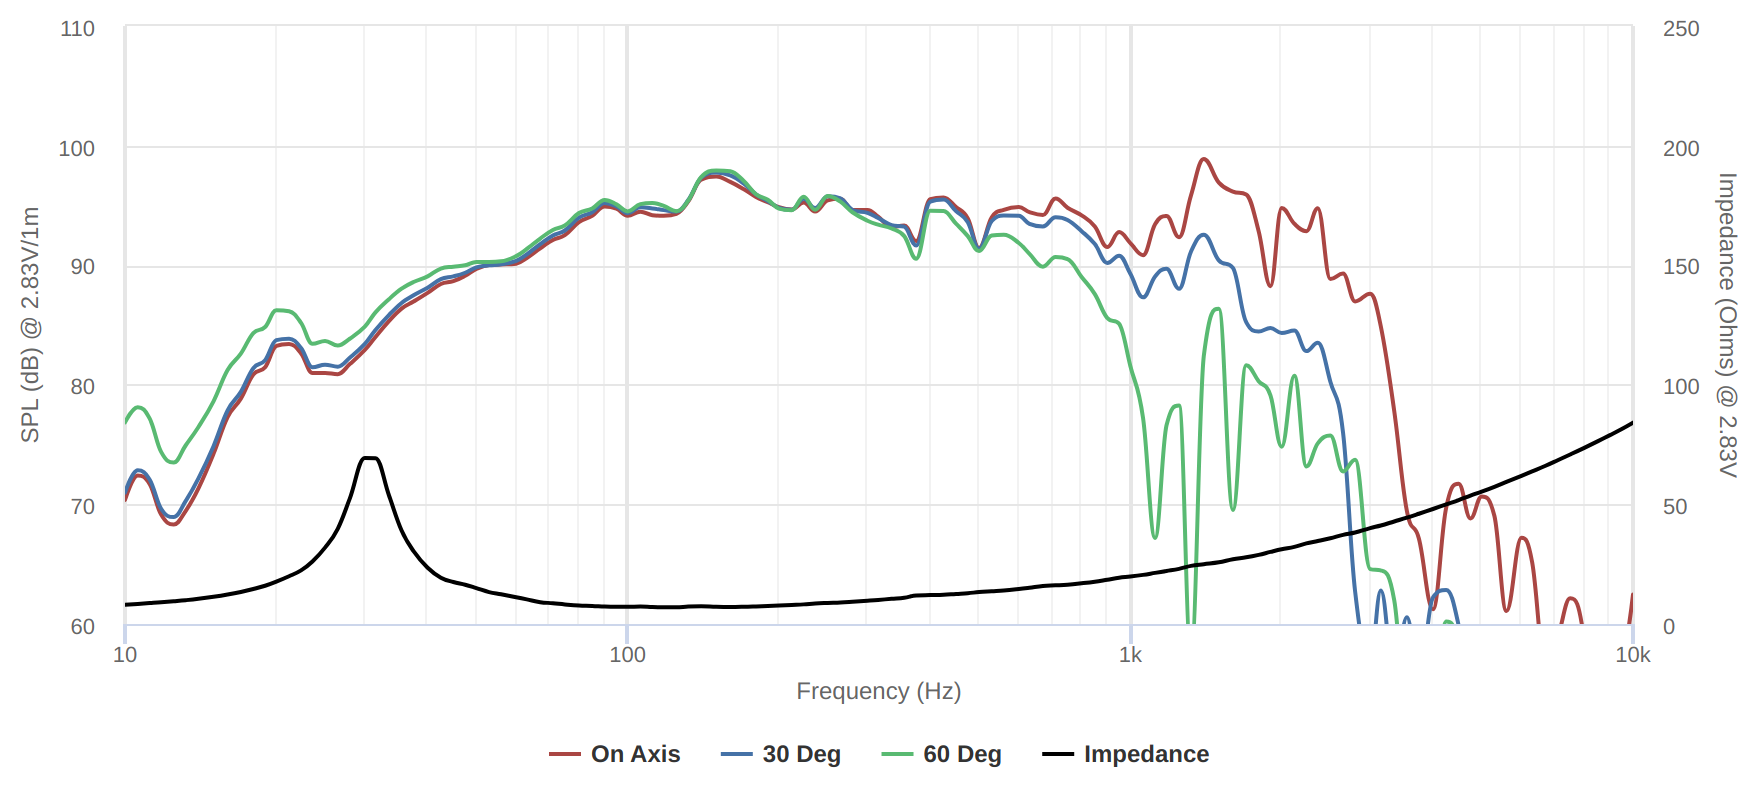 110
100
90
80
70
60
SPL (dB) @ 2.83V/1m
250
200
150
100
50
0
Impedance (Ohms) @ 2.83V
10
100
1k
10k
Frequency (Hz)
On Axis
30 Deg
60 Deg
Impedance